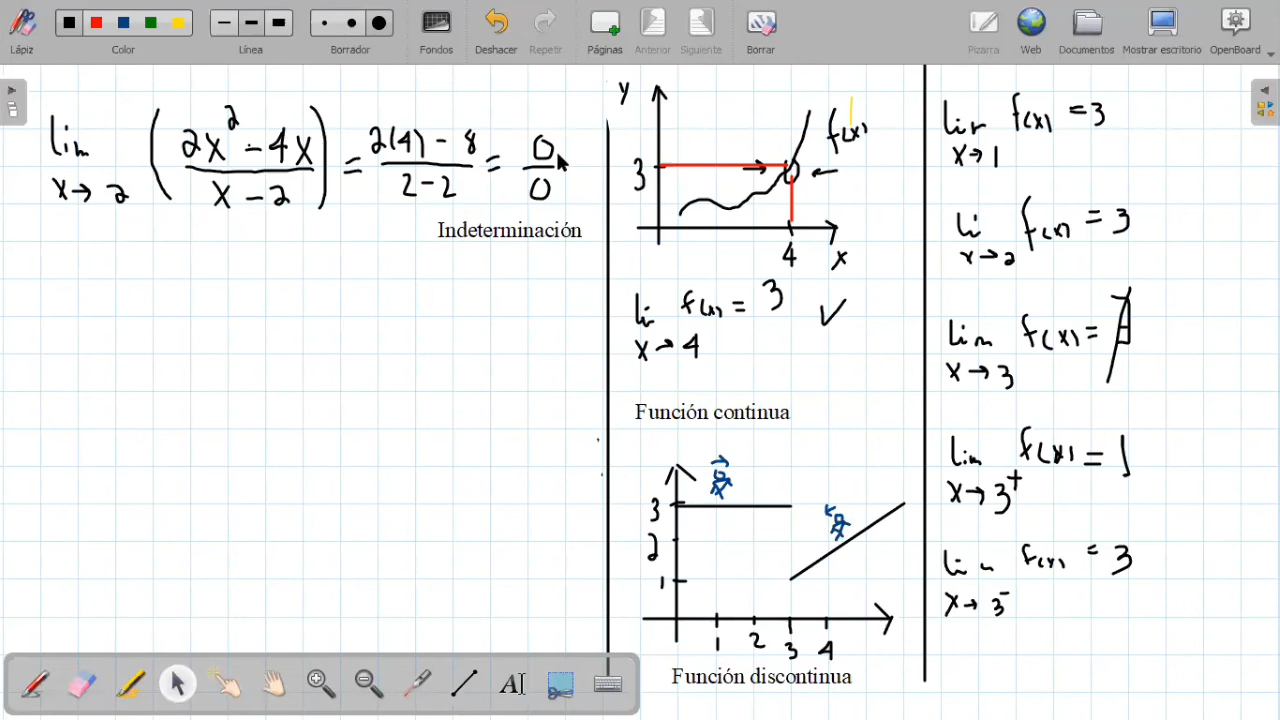 Lápiz Color Línea Borrador Fondos Deshacer Repetir Páginas Anterior Siguiente Borrar Pizarra Web Documentos Mostrar escritorio OpenBoard
lim x→2 (2x² - 4x / x - 2) = 2(4) - 8 / 2 - 2 = 0 / 0
Indeterminación
y
f(x)
3
4 x
lim f(x) = 3 ✓
x→4
Función continua
3
2
1
1 2 3 4
Función discontinua
lim f(x) = 3
x→1
lim f(x) = 3
x→2
lim f(x) = ∄
x→3
lim f(x) = 1
x→3⁺
lim f(x) = 3
x→3⁻